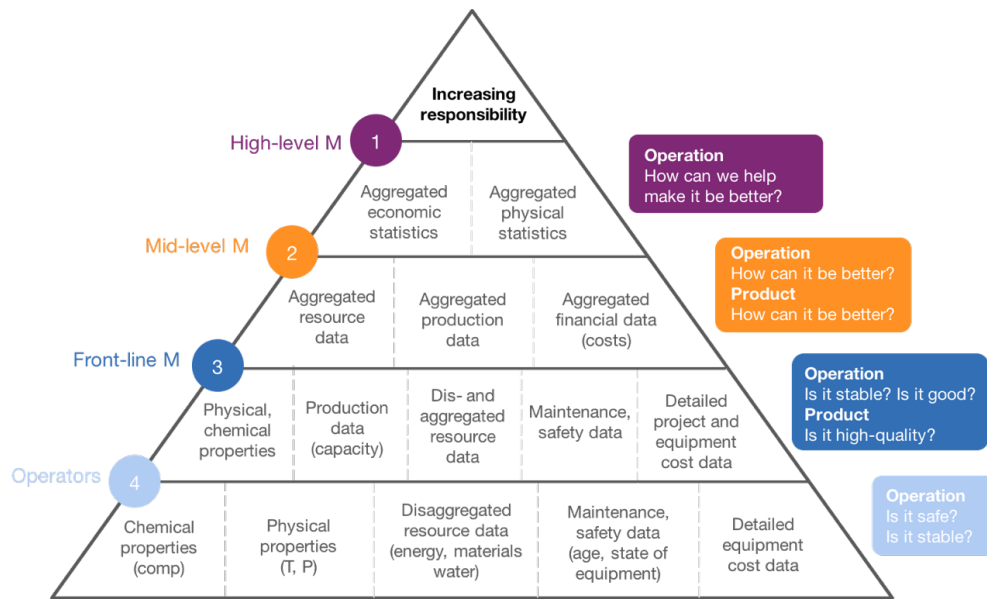 Increasing
responsibility
High-level M
1
Operation
How can we help
make it be better?
Aggregated
economic
statistics
Aggregated
physical
statistics
Mid-level M
2
Operation
How can it be better?
Product
How can it be better?
Aggregated
resource
data
Aggregated
production
data
Aggregated
financial data
(costs)
Front-line M
3
Operation
Is it stable? Is it good?
Product
Is it high-quality?
Physical,
chemical
properties
Production
data
(capacity)
Dis- and
aggregated
resource
data
Maintenance,
safety data
Detailed
project and
equipment
cost data
Operators
4
Operation
Is it safe?
Is it stable?
Chemical
properties
(comp)
Physical
properties
(T, P)
Disaggregated
resource data
(energy, materials
water)
Maintenance,
safety data
(age, state of
equipment)
Detailed
equipment
cost data